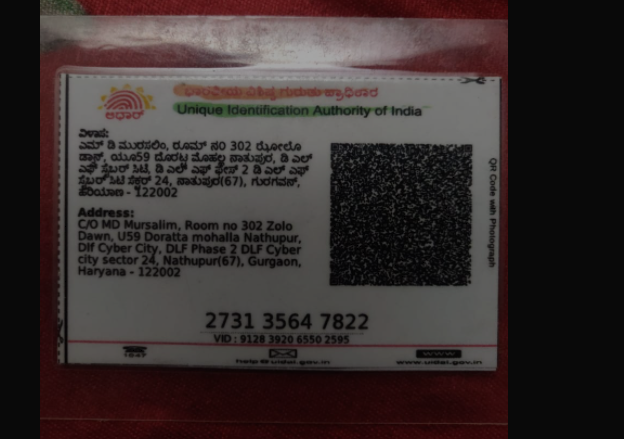 ಭಾರತೀಯ ವಿಶಿಷ್ಟ ಗುರುತು ಪ್ರಾಧಿಕಾರ
Unique Identification Authority of India
ಆಧಾರ್
ವಿಳಾಸ:
ಎಮ್ ಡಿ ಮುರಸಲಿಂ, ರೂಮ್ ನಂ 302 ಝೋಲೊ
ಡಾನ್, ಯೂ59 ದೊರಟ್ಟ ಮೊಹಲ್ಲ ನಾತುಪುರ, ಡಿ ಎಲ್
ಎಫ್ ಸೈಬರ್ ಸಿಟಿ, ಡಿ ಎಲ್ ಎಫ್ ಫೇಸ್ 2 ಡಿ ಎಲ್ ಎಫ್
ಸೈಬರ್ ಸಿಟಿ ಸೆಕ್ಟರ್ 24, ನಾತುಪುರ(67), ಗುರಗವನ್,
ಹರಿಯಾಣ - 122002
Address:
C/O MD Mursalim, Room no 302 Zolo
Dawn, U59 Doratta mohalla Nathupur,
Dlf Cyber City, DLF Phase 2 DLF Cyber
city sector 24, Nathupur(67), Gurgaon,
Haryana - 122002
QR Code with Photograph
2731 3564 7822
VID : 9128 3920 6550 2595
1947
help@uidai.gov.in
www
www.uidai.gov.in